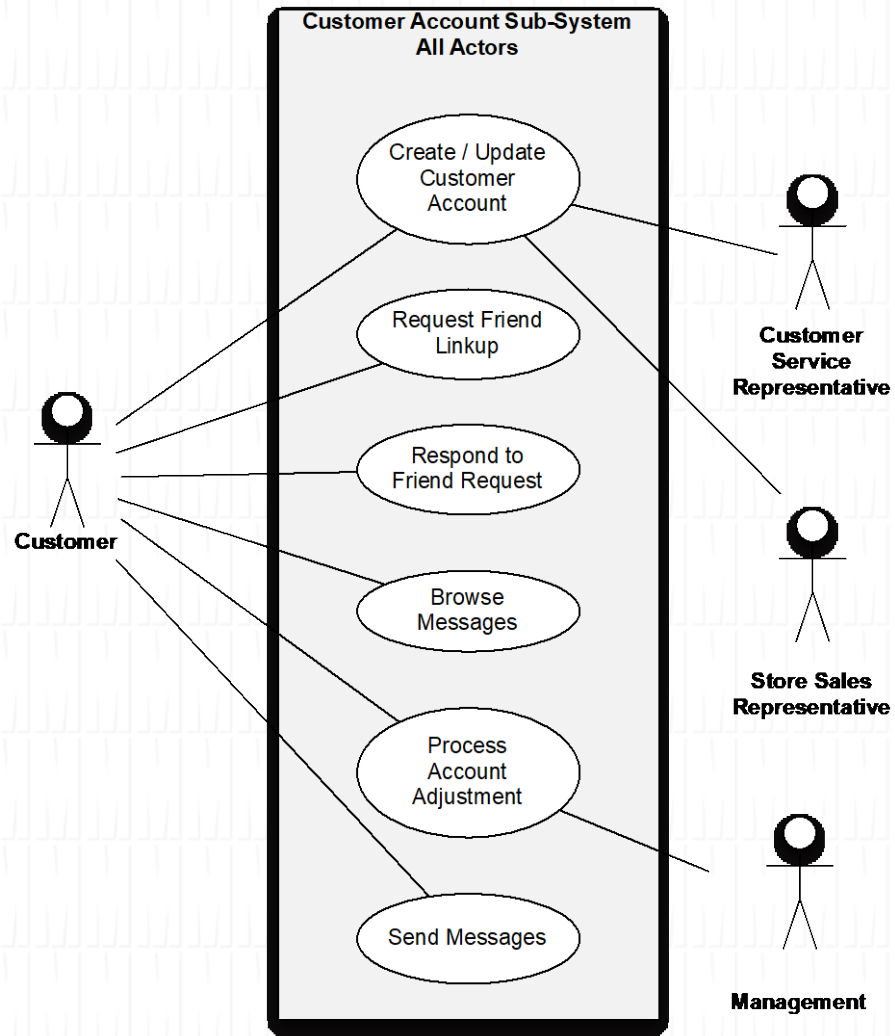 Customer Account Sub-System
All Actors
Create / Update
Customer
Account
Request Friend
Linkup
Respond to
Friend Request
Browse
Messages
Process
Account
Adjustment
Send Messages
Customer
Customer
Service
Representative
Store Sales
Representative
Management